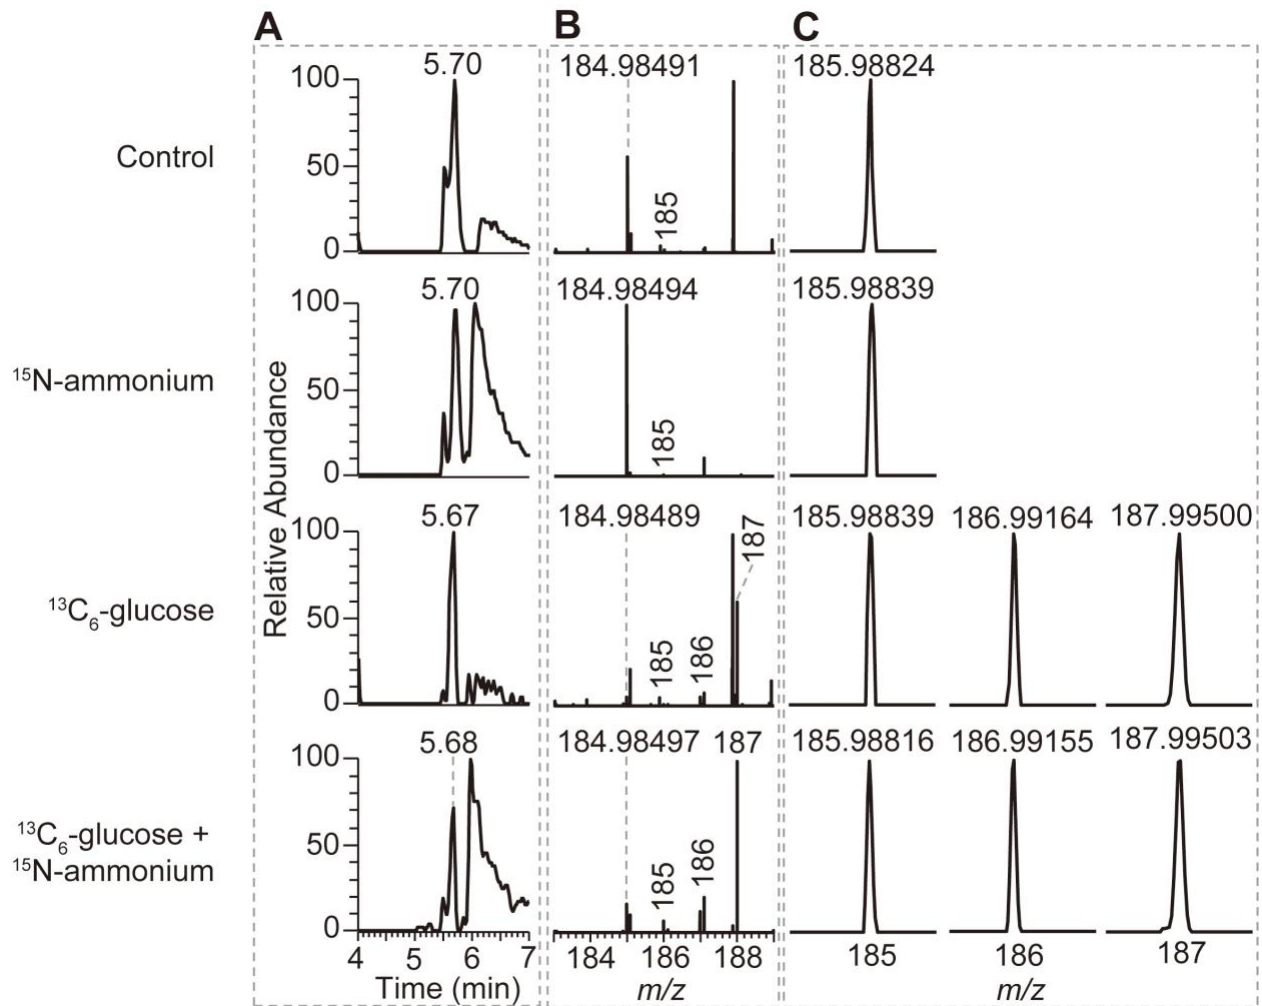 A B C
Control
100
50
0
5.70
184.98491
185
185.98824
¹⁵N-ammonium
100
50
0
5.70
184.98494
185
185.98839
Relative Abundance
¹³C₆-glucose
100
50
0
5.67
184.98489
185
186
187
185.98839
186.99164
187.99500
¹³C₆-glucose +
¹⁵N-ammonium
100
50
0
5.68
184.98497
185
186
187
185.98816
186.99155
187.99503
4 5 6 7
Time (min)
184 186 188
m/z
185 186 187
m/z